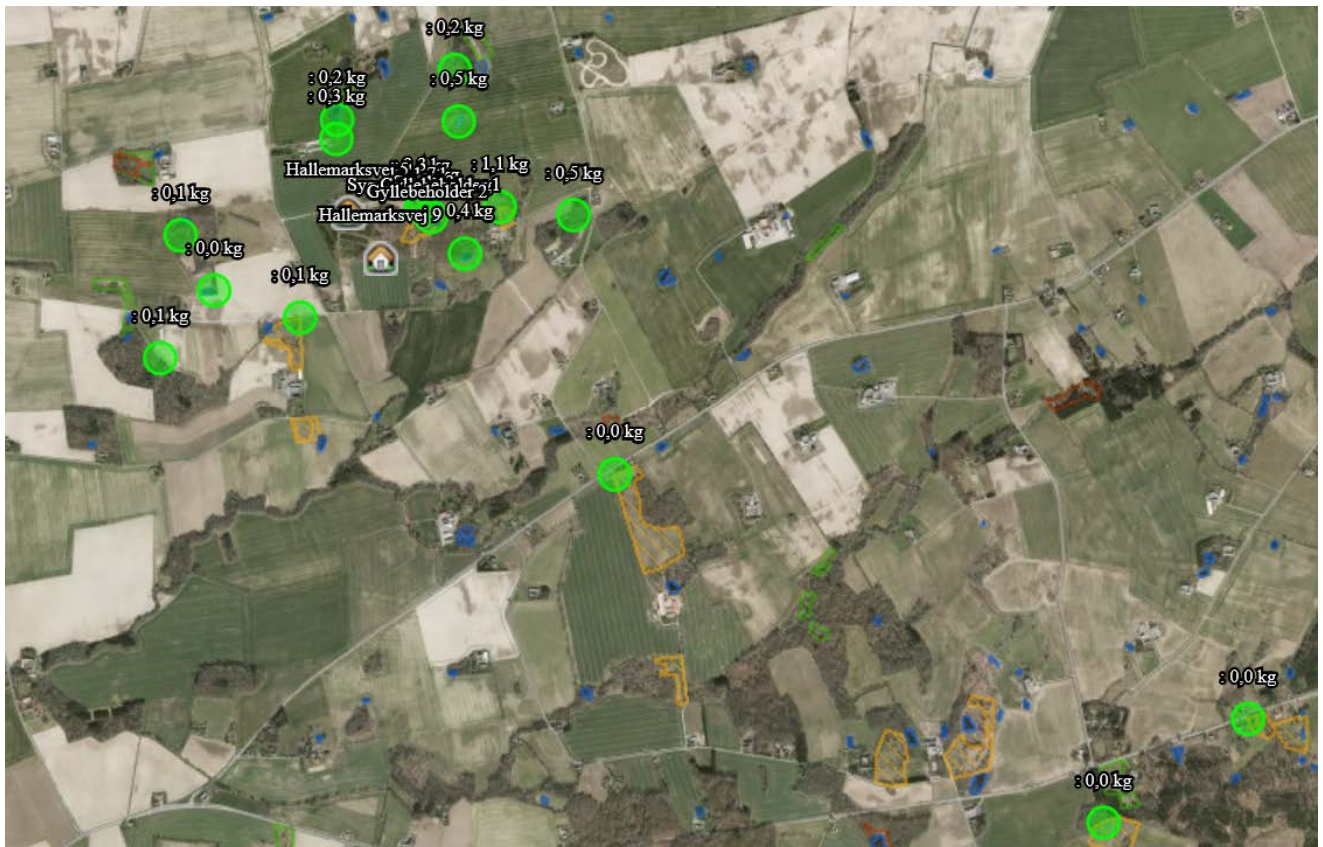 : 0,2 kg
: 0,2 kg
: 0,5 kg
: 0,3 kg
: 1,1 kg
Hallemarksvej
: 0,5 kg
: 0,1 kg
Gyllebeholder 2
Hallemarksvej 9
: 0,4 kg
: 0,0 kg
: 0,1 kg
: 0,1 kg
: 0,0 kg
: 0,0 kg
: 0,0 kg